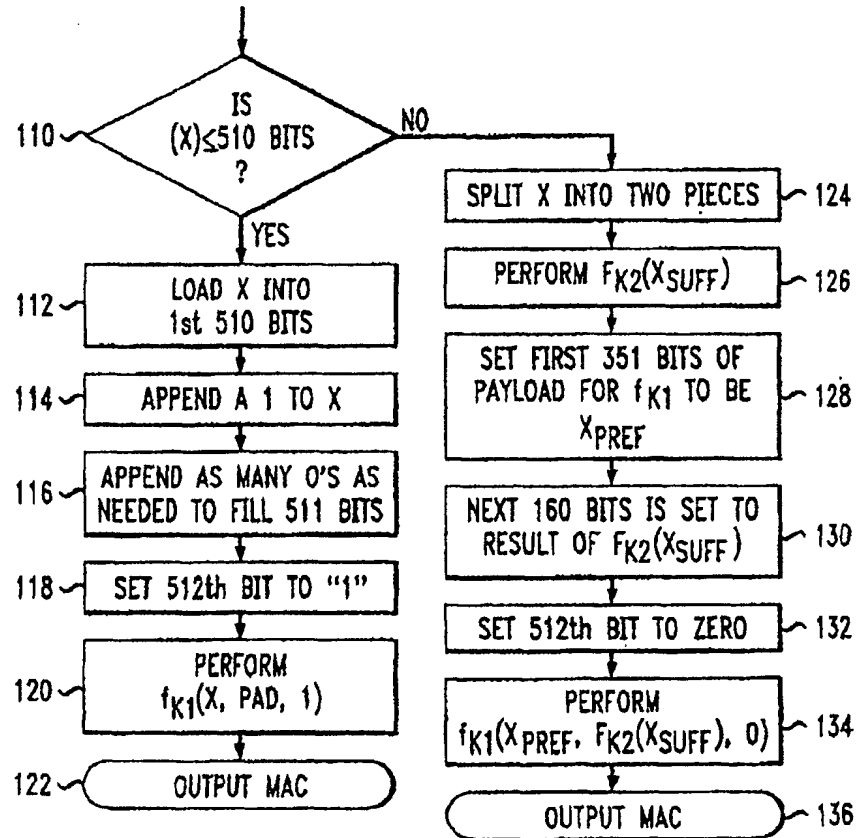 110
IS
(X)≤510 BITS
?
NO
YES
112
LOAD X INTO
1st 510 BITS
114
APPEND A 1 TO X
116
APPEND AS MANY O'S AS
NEEDED TO FILL 511 BITS
118
SET 512th BIT TO “1”
120
PERFORM
fK1(X, PAD, 1)
122
OUTPUT MAC
SPLIT X INTO TWO PIECES
124
PERFORM FK2(XSUFF)
126
SET FIRST 351 BITS OF
PAYLOAD FOR fK1 TO BE
XPREF
128
NEXT 160 BITS IS SET TO
RESULT OF FK2(XSUFF)
130
SET 512th BIT TO ZERO
132
PERFORM
fK1(XPREF, FK2(XSUFF), 0)
134
OUTPUT MAC
136